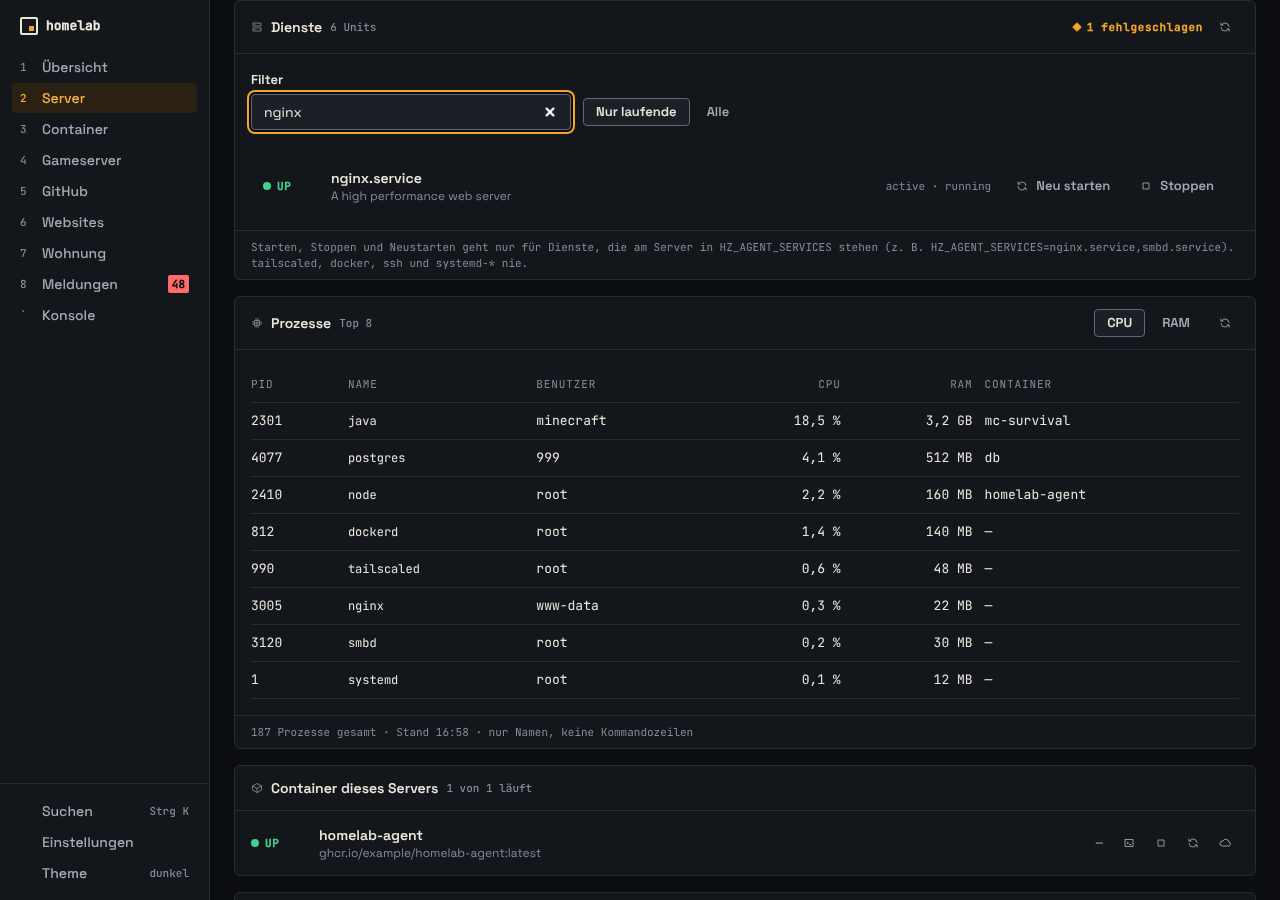 homelab
1 Übersicht
2 Server
3 Container
4 Gameserver
5 GitHub
6 Websites
7 Wohnung
8 Meldungen 48
` Konsole
Suchen Strg K
Einstellungen
Theme dunkel
Dienste 6 Units 1 fehlgeschlagen
Filter
nginx Nur laufende Alle
UP nginx.service active · running Neu starten Stoppen
A high performance web server
Starten, Stoppen und Neustarten geht nur für Dienste, die am Server in HZ_AGENT_SERVICES stehen (z. B. HZ_AGENT_SERVICES=nginx.service,smbd.service).
tailscaled, docker, ssh und systemd-* nie.
Prozesse Top 8 CPU RAM
PID NAME BENUTZER CPU RAM CONTAINER
2301 java minecraft 18,5 % 3,2 GB mc-survival
4077 postgres 999 4,1 % 512 MB db
2410 node root 2,2 % 160 MB homelab-agent
812 dockerd root 1,4 % 140 MB —
990 tailscaled root 0,6 % 48 MB —
3005 nginx www-data 0,3 % 22 MB —
3120 smbd root 0,2 % 30 MB —
1 systemd root 0,1 % 12 MB —
187 Prozesse gesamt · Stand 16:58 · nur Namen, keine Kommandozeilen
Container dieses Servers 1 von 1 läuft
UP homelab-agent —
ghcr.io/example/homelab-agent:latest